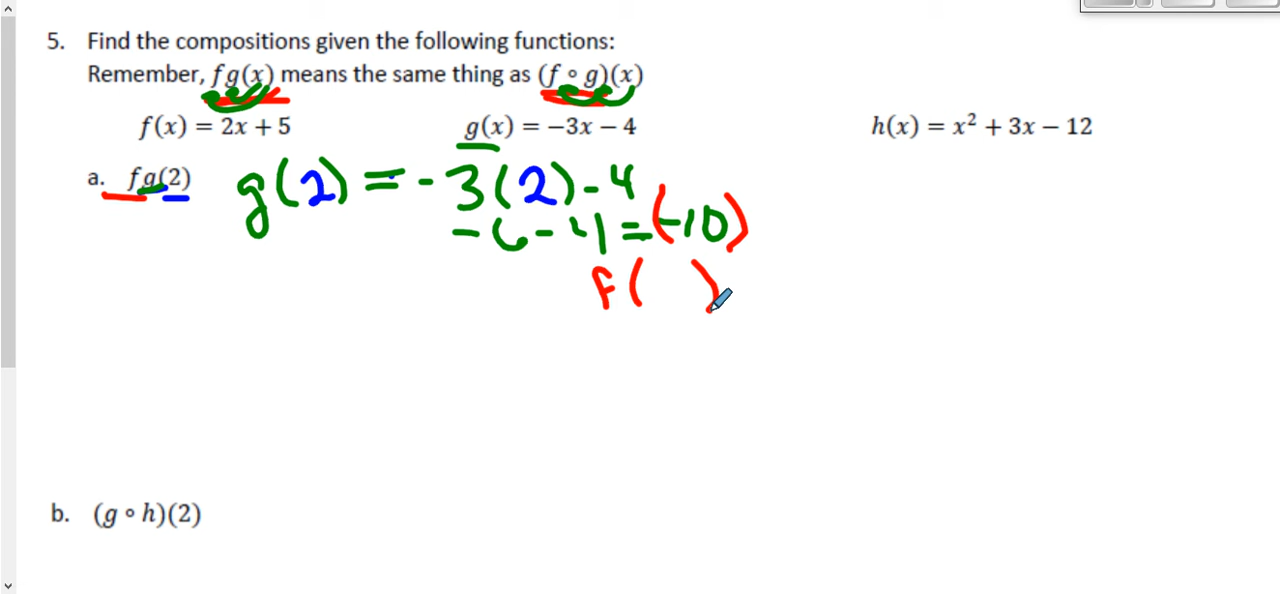 5. Find the compositions given the following functions:
Remember, fg(x) means the same thing as (f ∘ g)(x)
f(x) = 2x + 5 g(x) = −3x − 4 h(x) = x² + 3x − 12
a. fg(2) g(2) = -3(2)-4
-6-4=(-10)
f( )
b. (g ∘ h)(2)